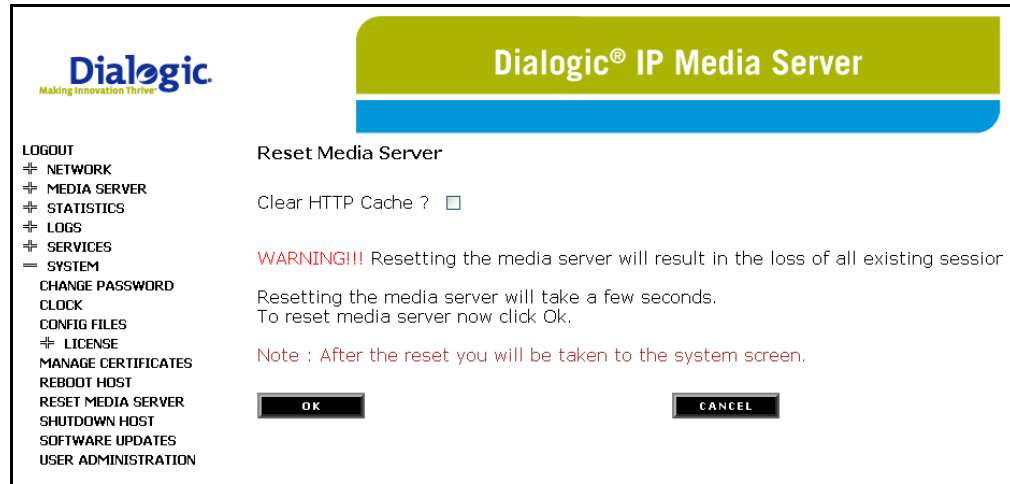 Dialogic.
Making Innovation Thrive™
Dialogic® IP Media Server
LOGOUT
NETWORK
MEDIA SERVER
STATISTICS
LOGS
SERVICES
SYSTEM
CHANGE PASSWORD
CLOCK
CONFIG FILES
LICENSE
MANAGE CERTIFICATES
REBOOT HOST
RESET MEDIA SERVER
SHUTDOWN HOST
SOFTWARE UPDATES
USER ADMINISTRATION
Reset Media Server
Clear HTTP Cache ?
WARNING!!! Resetting the media server will result in the loss of all existing session
Resetting the media server will take a few seconds.
To reset media server now click Ok.
Note : After the reset you will be taken to the system screen.
OK
CANCEL